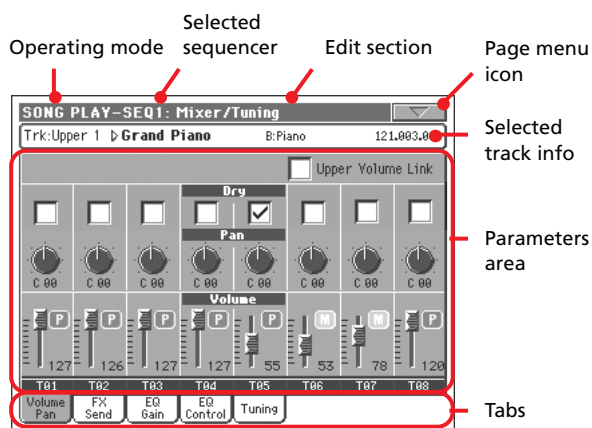 Operating mode
Selected
sequencer
Edit section
Page menu
icon
SONG PLAY-SEQ1: Mixer/Tuning
Trk:Upper 1 Grand Piano B:Piano 121.003.0
Selected
track info
Upper Volume Link
Dry
Pan
C 00 C 00 C 00 C 00 C 00 C 00 C 00 C 00
Parameters
area
Volume
P P P P P M M P
127 126 127 127 55 53 78 120
T01 T02 T03 T04 T05 T06 T07 T08
Volume
Pan
FX
Send
EQ
Gain
EQ
Control
Tuning
Tabs